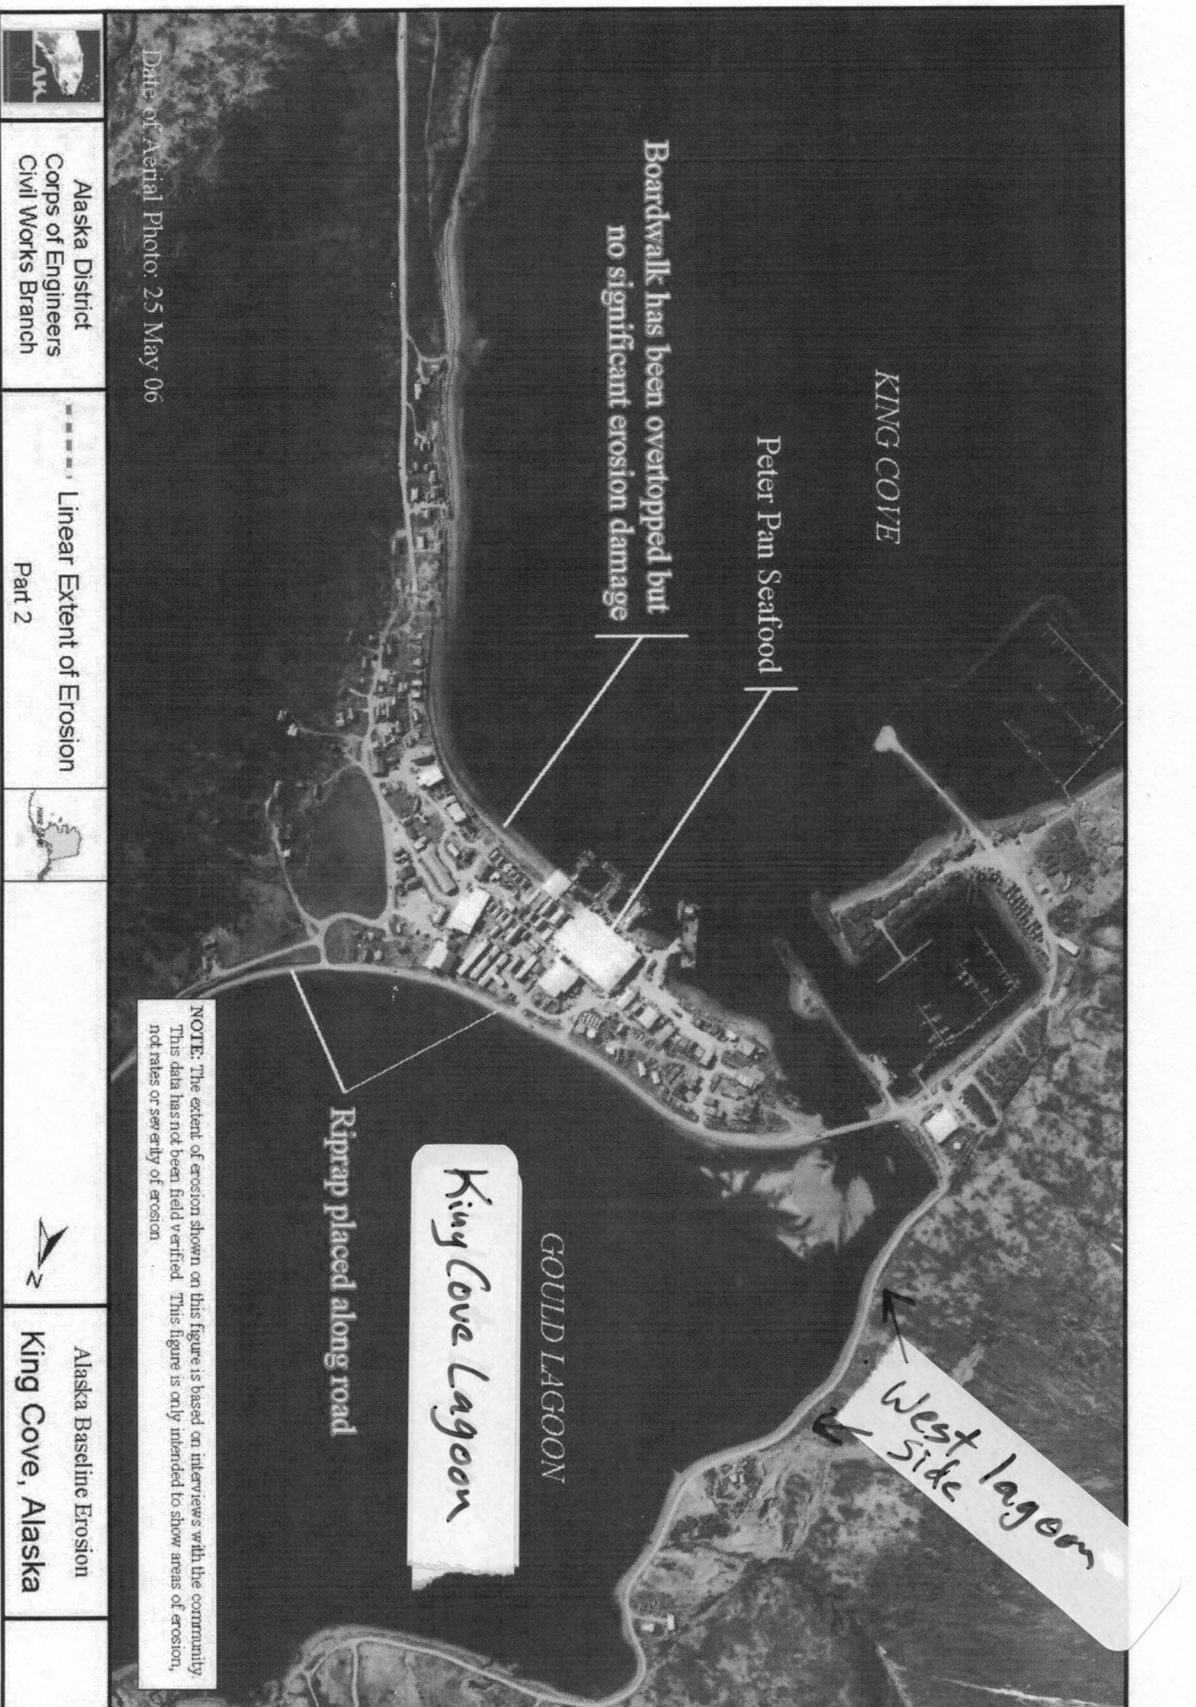 KING COVE
Peter Pan Seafood
Boardwalk has been overtopped but
no significant erosion damage
GOULD LAGOON
King Cove Lagoon
West lagoon
Side
Riprap placed along road
Date of Aerial Photo: 25 May 06
NOTE: The extent of erosion shown on this figure is based on interviews with the community.
This data has not been field verified. This figure is only intended to show areas of erosion,
not rates or severity of erosion.
AK
Alaska District
Corps of Engineers
Civil Works Branch
Linear Extent of Erosion
Part 2
N
Alaska Baseline Erosion
King Cove, Alaska